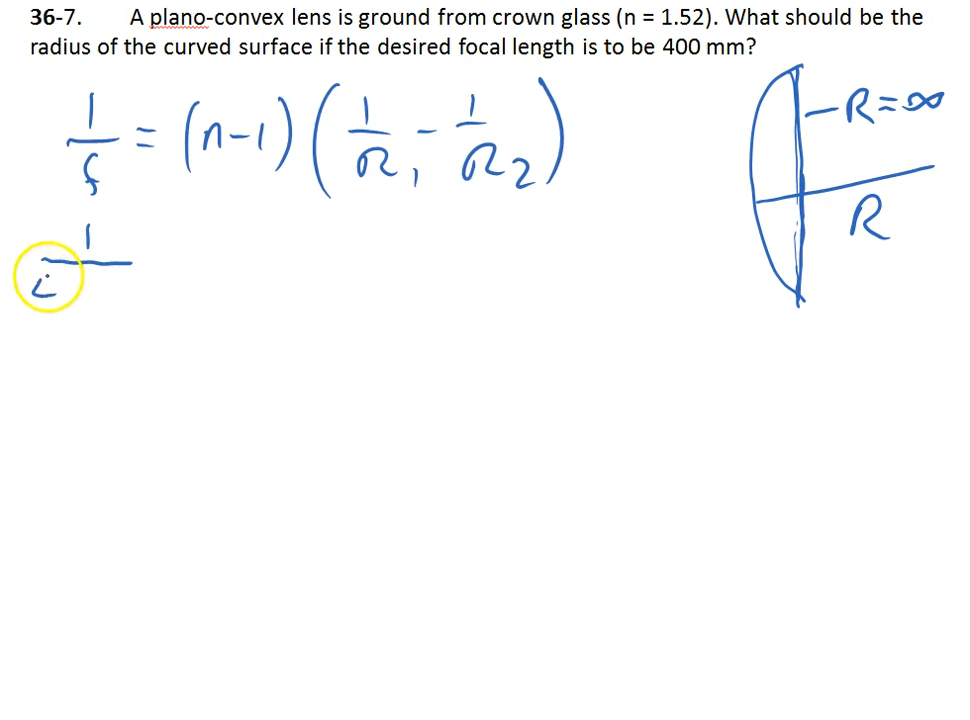 36-7. A plano-convex lens is ground from crown glass (n = 1.52). What should be the
radius of the curved surface if the desired focal length is to be 400 mm?
1/f = (n-1) (1/R1 - 1/R2)
R=∞
R
1